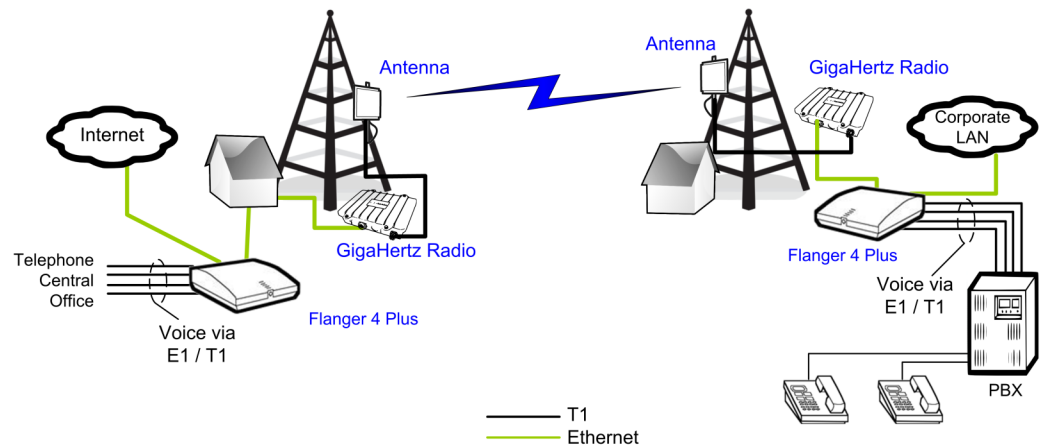 Antenna
Internet
GigaHertz Radio
Telephone
Central
Office
Voice via
E1 / T1
Flanger 4 Plus
Antenna
GigaHertz Radio
Corporate
LAN
Flanger 4 Plus
Voice via
E1 / T1
PBX
T1
Ethernet